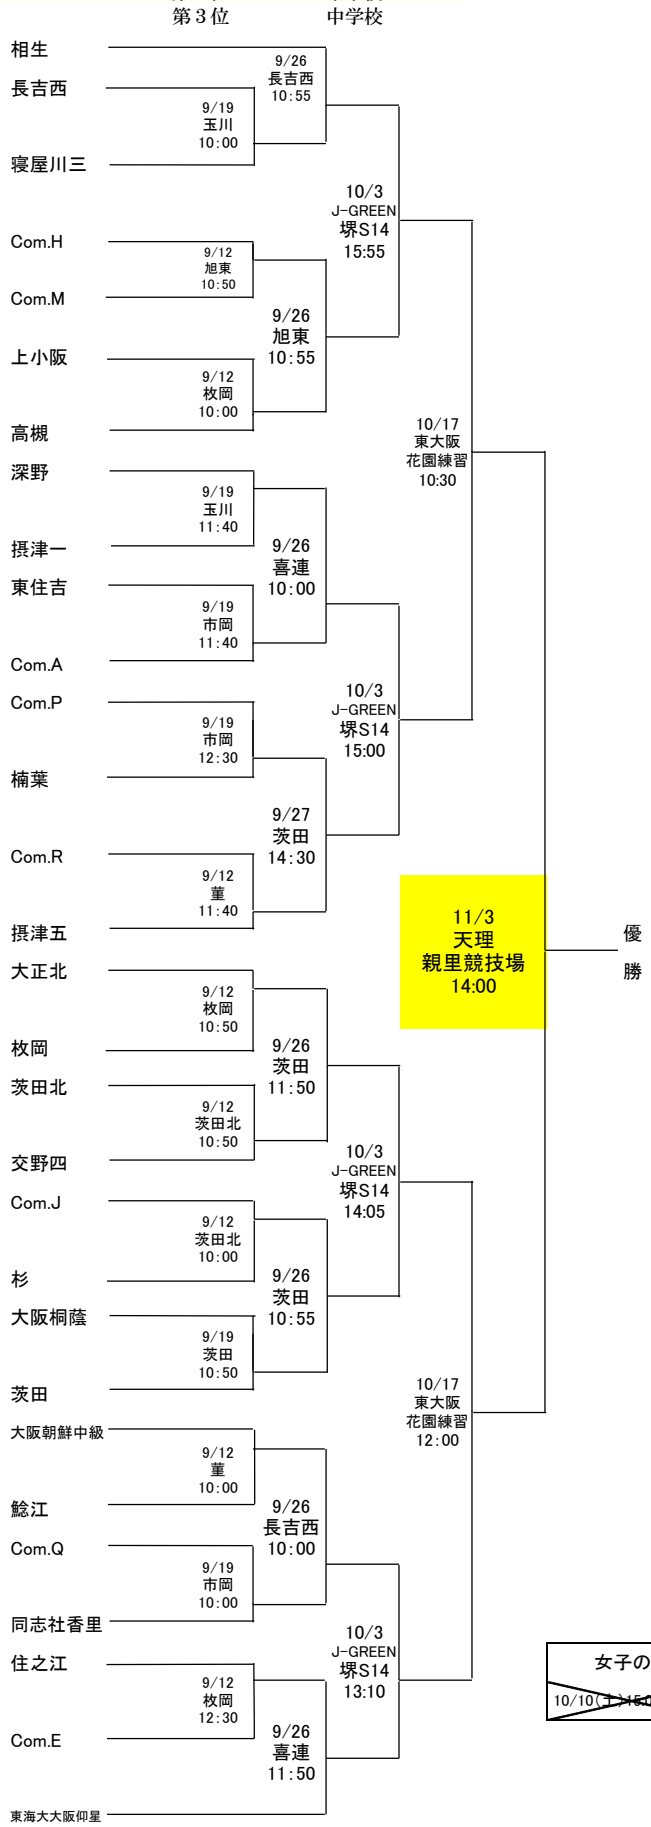 第３位
中学校
相生
9/26
長吉西
10:55
長吉西
9/19
玉川
10:00
寝屋川三
10/3
J-GREEN
堺S14
15:55
Com.H
9/12
旭東
10:50
Com.M
9/26
旭東
10:55
上小阪
9/12
枚岡
10:00
高槻
10/17
東大阪
花園練習
10:30
深野
9/19
玉川
11:40
摂津一
9/26
喜連
10:00
東住吉
9/19
市岡
11:40
Com.A
10/3
J-GREEN
堺S14
15:00
Com.P
9/19
市岡
12:30
楠葉
9/27
茨田
14:30
Com.R
9/12
菫
11:40
摂津五
11/3
天理
親里競技場
14:00
優
勝
大正北
9/12
枚岡
10:50
枚岡
9/26
茨田
11:50
茨田北
9/12
茨田北
10:50
交野四
10/3
J-GREEN
堺S14
14:05
Com.J
9/12
茨田北
10:00
杉
9/26
茨田
10:55
大阪桐蔭
9/19
茨田
10:50
茨田
10/17
東大阪
花園練習
12:00
大阪朝鮮中級
9/12
菫
10:00
鯰江
9/26
長吉西
10:00
Com.Q
9/19
市岡
10:00
同志社香里
10/3
J-GREEN
堺S14
13:10
住之江
9/12
枚岡
12:30
Com.E
9/26
喜連
11:50
東海大大阪仰星
女子の
10/10(土)15:0